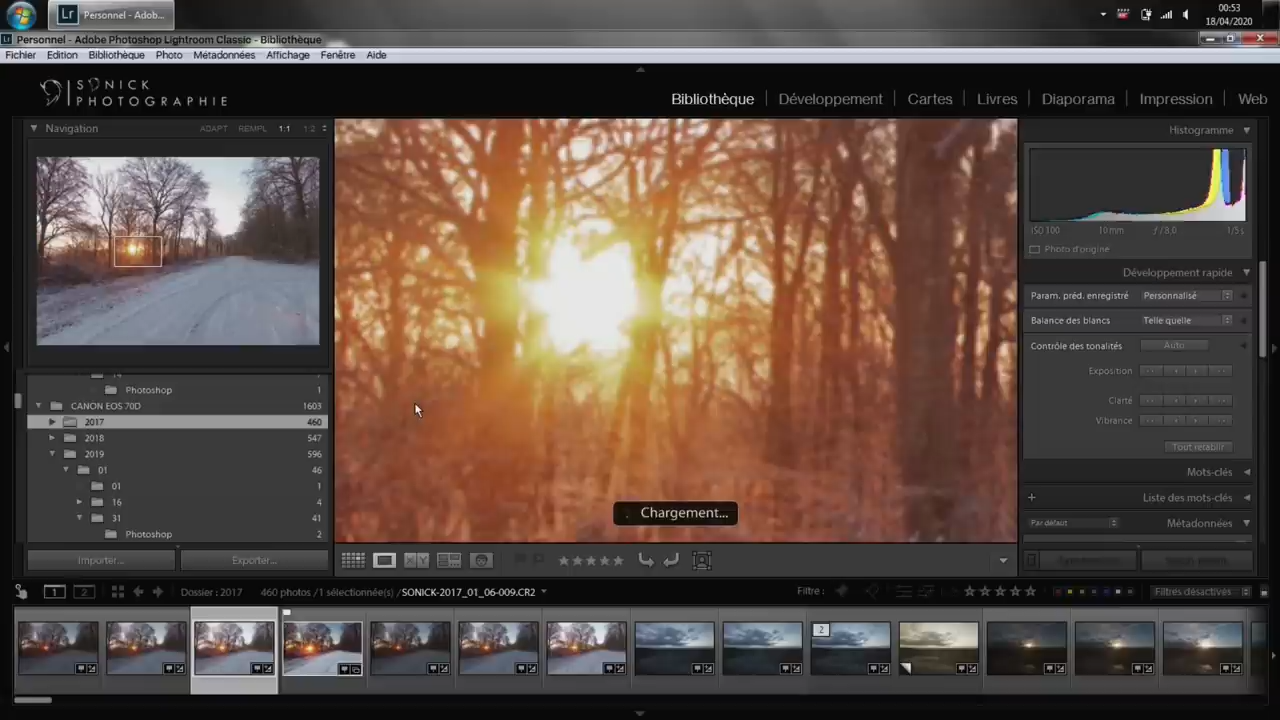 Personnel - Adob...
00:53
18/04/2020
Personnel - Adobe Photoshop Lightroom Classic - Bibliothèque
Fichier Edition Bibliothèque Photo Métadonnées Affichage Fenêtre Aide
SONICK
PHOTOGRAPHIE
Bibliothèque Développement Cartes Livres Diaporama Impression Web
Navigation ADAPT REMPL 1:1 1:2
Histogramme
ISO 100 10 mm ƒ / 8,0 1/5 s
Photo d'origine
Développement rapide
Param. préd. enregistré Personnalisé
Balance des blancs Telle quelle
Contrôle des tonalités Auto
Exposition
Clarté
Vibrance
Tout rétablir
Mots-clés
Liste des mots-clés
Par défaut Métadonnées
Photoshop 1
CANON EOS 70D 1603
2017 460
2018 547
2019 596
01 46
01 1
16 4
31 41
Photoshop 2
Importer... Exporter...
Chargement...
1 2 Dossier : 2017 460 photos /1 sélectionnée(s) /SONICK-2017_01_06-009.CR2 Filtre : Filtres désactivés
2